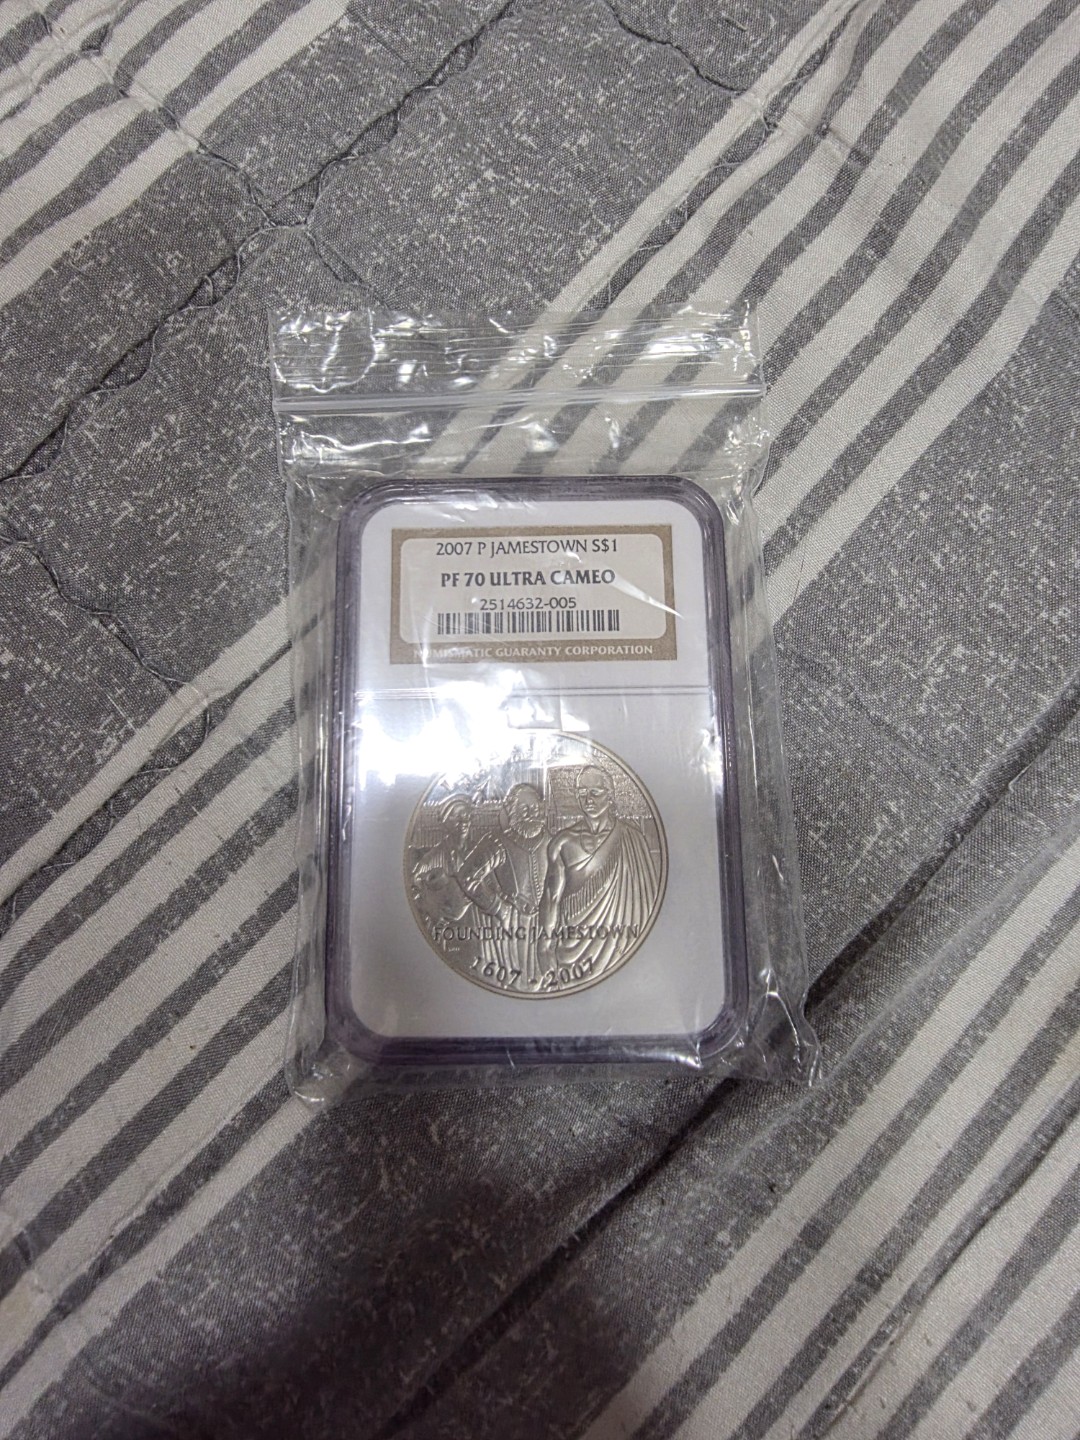 2007 P JAMESTOWN S$1
PF 70 ULTRA CAMEO
2514632-005
NUMISMATIC GUARANTY CORPORATION
FOUNDING JAMESTOWN
1607-2007